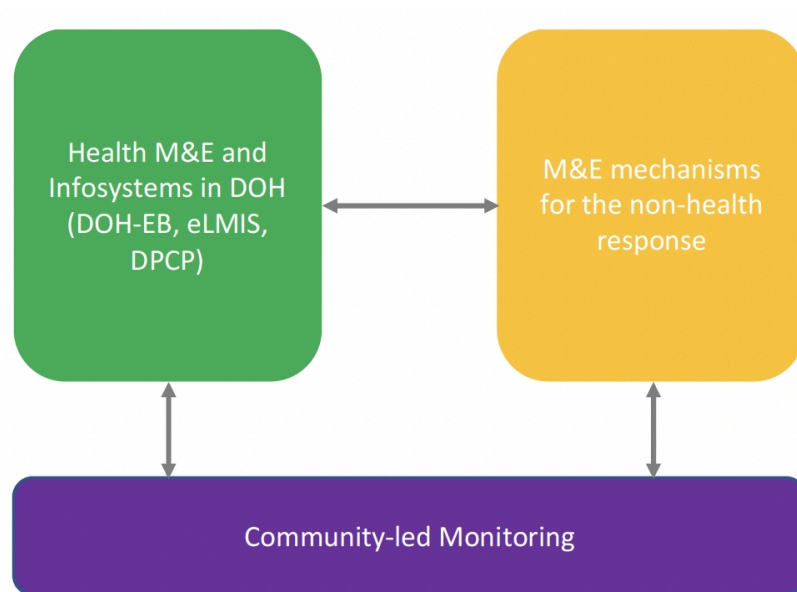 Health M&E and
Infosystems in DOH
(DOH-EB, eLMIS,
DPCP)
M&E mechanisms
for the non-health
response
Community-led Monitoring